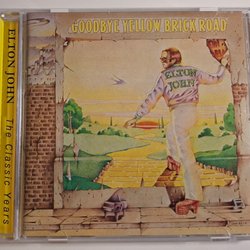 GOODBYE YELLOW BRICK ROAD
ELTON
JOHN
ELTON JOHN
The Classic Years